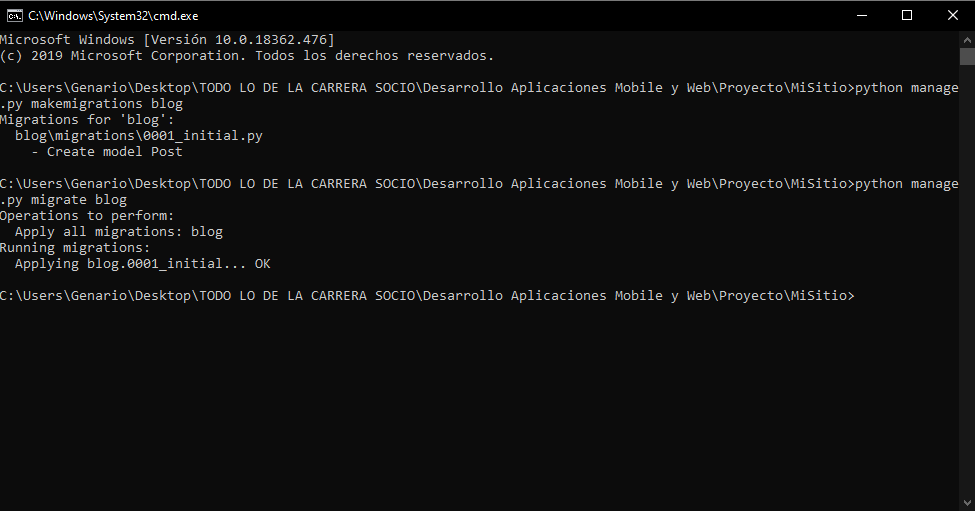 C:\Windows\System32\cmd.exe
Microsoft Windows [Versión 10.0.18362.476]
(c) 2019 Microsoft Corporation. Todos los derechos reservados.
C:\Users\Genario\Desktop\TODO LO DE LA CARRERA SOCIO\Desarrollo Aplicaciones Mobile y Web\Proyecto\MiSitio>python manage
.py makemigrations blog
Migrations for 'blog':
  blog\migrations\0001_initial.py
    - Create model Post
C:\Users\Genario\Desktop\TODO LO DE LA CARRERA SOCIO\Desarrollo Aplicaciones Mobile y Web\Proyecto\MiSitio>python manage
.py migrate blog
Operations to perform:
  Apply all migrations: blog
Running migrations:
  Applying blog.0001_initial... OK
C:\Users\Genario\Desktop\TODO LO DE LA CARRERA SOCIO\Desarrollo Aplicaciones Mobile y Web\Proyecto\MiSitio>